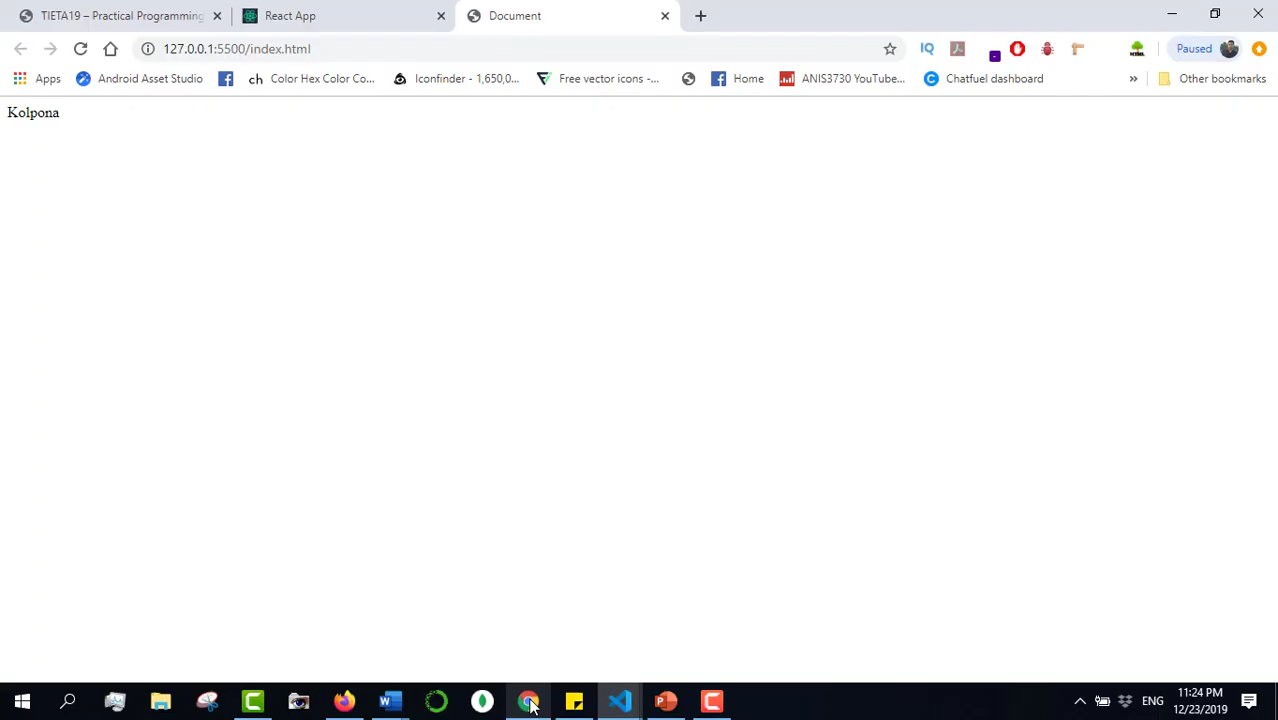 TIETA19 – Practical Programming
React App
Document
127.0.0.1:5500/index.html
IQ
Paused
Apps
Android Asset Studio
ch Color Hex Color Co...
Iconfinder - 1,650,0...
Free vector icons -...
Home
ANIS3730 YouTube...
C Chatfuel dashboard
»
Other bookmarks
Kolpona
ENG
11:24 PM
12/23/2019